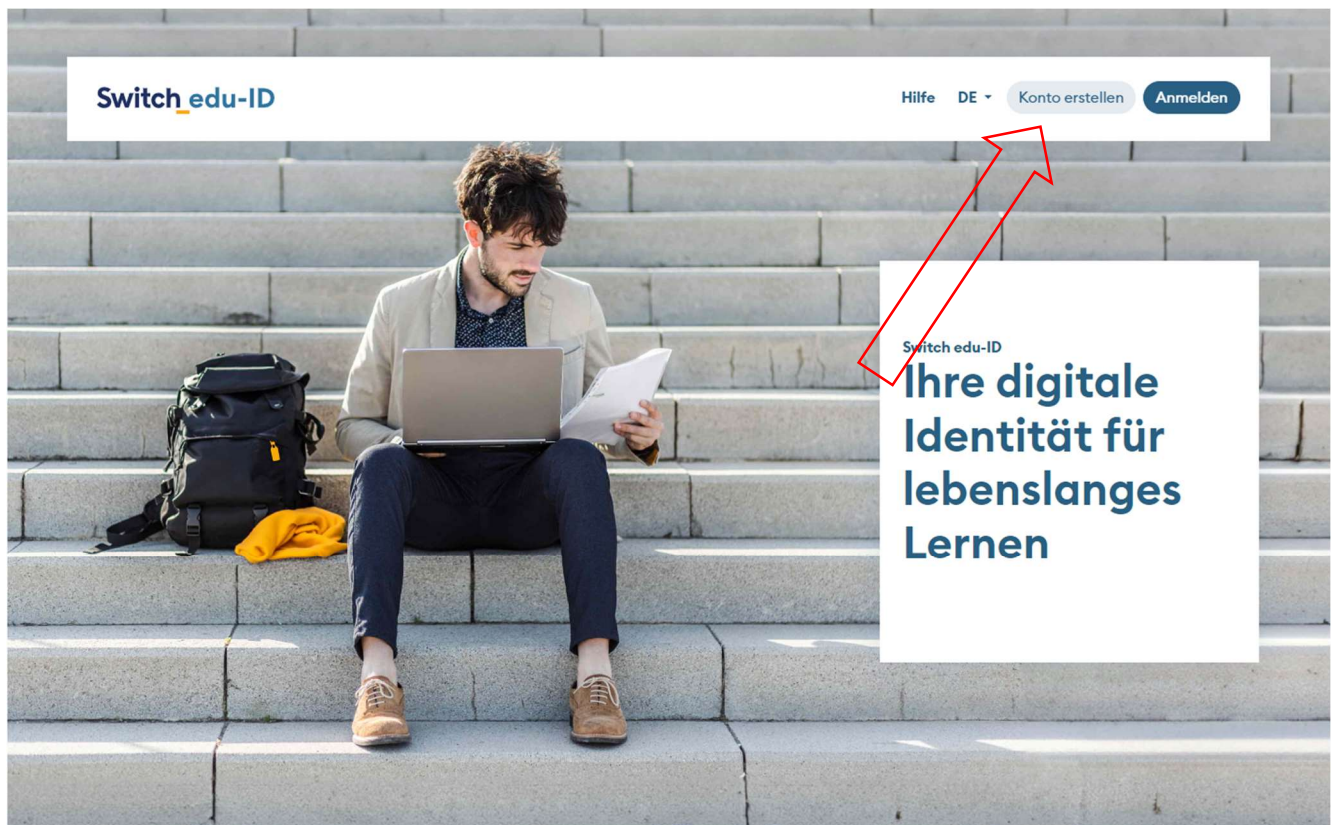 Switch edu-ID
Hilfe DE Konto erstellen Anmelden
Switch edu-ID
Ihre digitale
Identität für
lebenslanges
Lernen